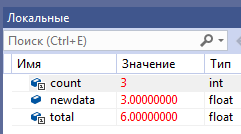 Локальные
Поиск (Ctrl+E)
Имя Значение Тип
count 3 int
newdata 3.00000000 float
total 6.00000000 float